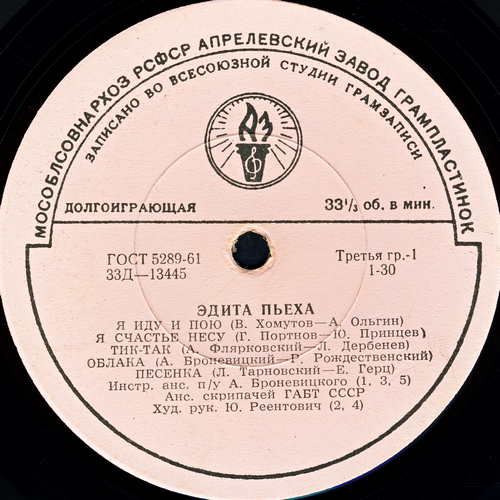 МОСОБЛСОВНАРХОЗ РСФСР АПРЕЛЕВСКИЙ ЗАВОД ГРАМПЛАСТИНОК
ЗАПИСАНО ВО ВСЕСОЮЗНОЙ СТУДИИ ГРАМЗАПИСИ
АЗ
ДОЛГОИГРАЮЩАЯ 33⅓ об. в мин.
ГОСТ 5289-61 Третья гр.-1
33Д—13445 1-30
ЭДИТА ПЬЕХА
Я ИДУ И ПОЮ (В. Хомутов—А. Ольгин)
Я СЧАСТЬЕ НЕСУ (Г. Портнов—Ю. Принцев)
ТИК-ТАК (А. Флярковский—Л. Дербенев)
ОБЛАКА (А. Броневицкий—Р. Рождественский)
ПЕСЕНКА (Л. Тарновский—Е. Герц)
Инстр. анс. п/у А. Броневицкого (1, 3, 5)
Анс. скрипачей ГАБТ СССР
Худ. рук. Ю. Реентович (2, 4)